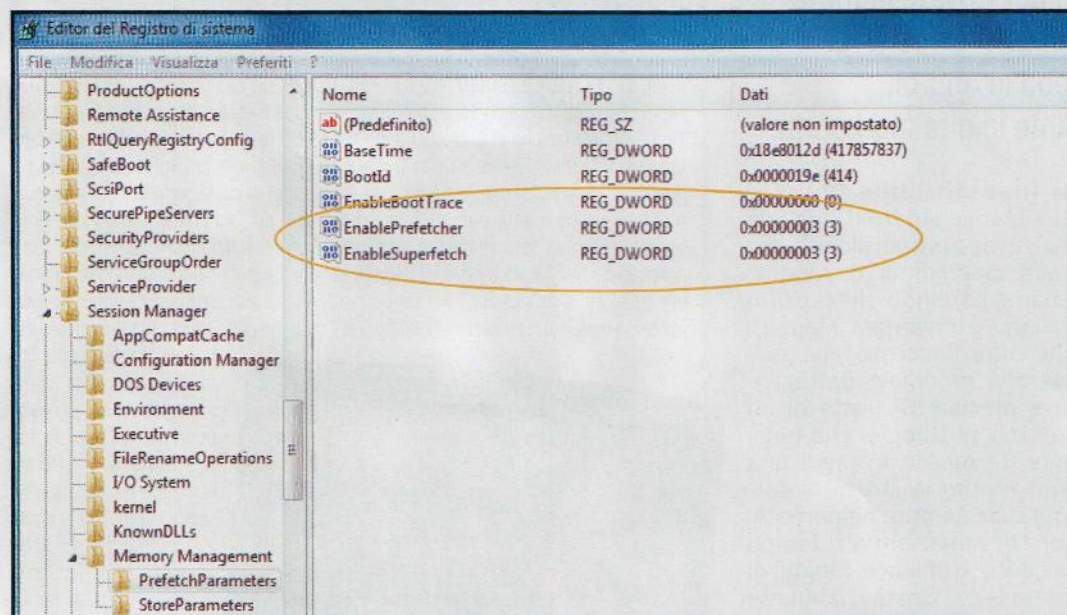 Editor del Registro di sistema
File Modifica Visualizza Preferiti ?
ProductOptions
Remote Assistance
RtlQueryRegistryConfig
SafeBoot
ScsiPort
SecurePipeServers
SecurityProviders
ServiceGroupOrder
ServiceProvider
Session Manager
AppCompatCache
Configuration Manager
DOS Devices
Environment
Executive
FileRenameOperations
I/O System
kernel
KnownDLLs
Memory Management
PrefetchParameters
StoreParameters
Nome Tipo Dati
(Predefinito) REG_SZ (valore non impostato)
BaseTime REG_DWORD 0x18e8012d (417857837)
BootId REG_DWORD 0x0000019e (414)
EnableBootTrace REG_DWORD 0x00000000 (0)
EnablePrefetcher REG_DWORD 0x00000003 (3)
EnableSuperfetch REG_DWORD 0x00000003 (3)